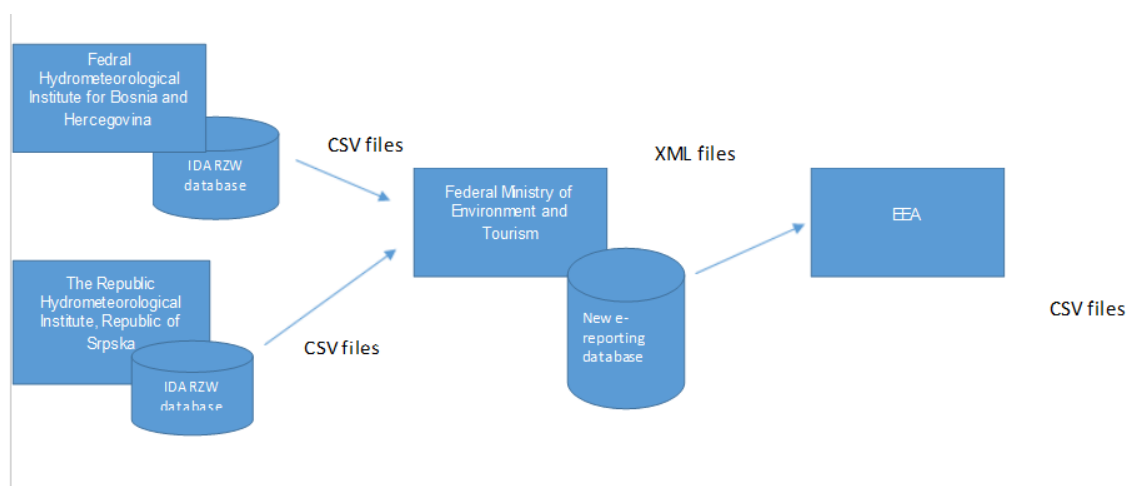 Fedral
Hydrometeorological
Institute for Bosnia and
Hercegovina
IDA RZW
database
CSV files
The Republic
Hydrometeorological
Institute, Republic of
Srpska
IDA RZW
database
CSV files
Federal Ministry of
Environment and
Tourism
New e-
reporting
database
XML files
EEA
CSV files